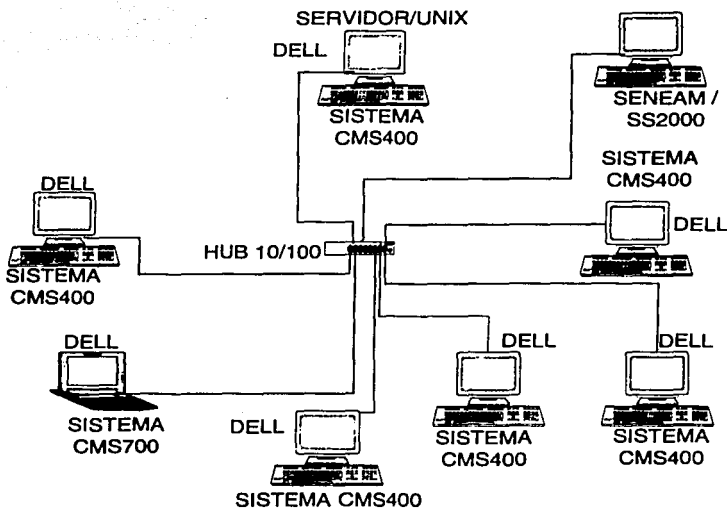 SERVIDOR/UNIX
DELL
SISTEMA
CMS400
SENEAM /
SS2000
SISTEMA
CMS400
DELL
DELL
SISTEMA
CMS400
HUB 10/100
DELL
SISTEMA
CMS700
DELL
SISTEMA CMS400
DELL
SISTEMA
CMS400
DELL
SISTEMA
CMS400